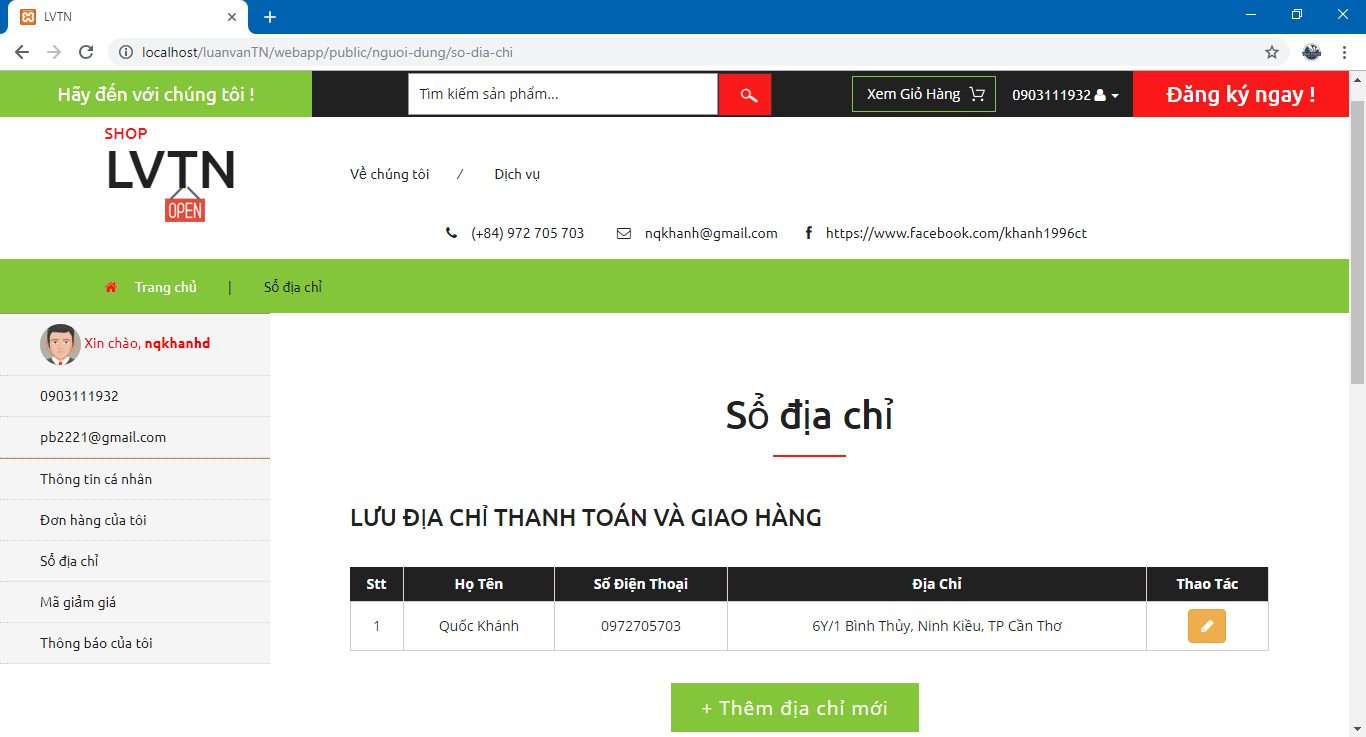 LVTN
localhost/luanvanTN/webapp/public/nguoi-dung/so-dia-chi
Hãy đến với chúng tôi !
Tìm kiếm sản phẩm...
Xem Giỏ Hàng
0903111932
Đăng ký ngay !
SHOP
LVTN
OPEN
Về chúng tôi / Dịch vụ
(+84) 972 705 703 nqkhanh@gmail.com https://www.facebook.com/khanh1996ct
Trang chủ | Sổ địa chỉ
Xin chào, nqkhanhd
0903111932
pb2221@gmail.com
Thông tin cá nhân
Đơn hàng của tôi
Sổ địa chỉ
Mã giảm giá
Thông báo của tôi
Sổ địa chỉ
LƯU ĐỊA CHỈ THANH TOÁN VÀ GIAO HÀNG
Stt Họ Tên Số Điện Thoại Địa Chỉ Thao Tác
1 Quốc Khánh 0972705703 6Y/1 Bình Thủy, Ninh Kiều, TP Cần Thơ
+ Thêm địa chỉ mới